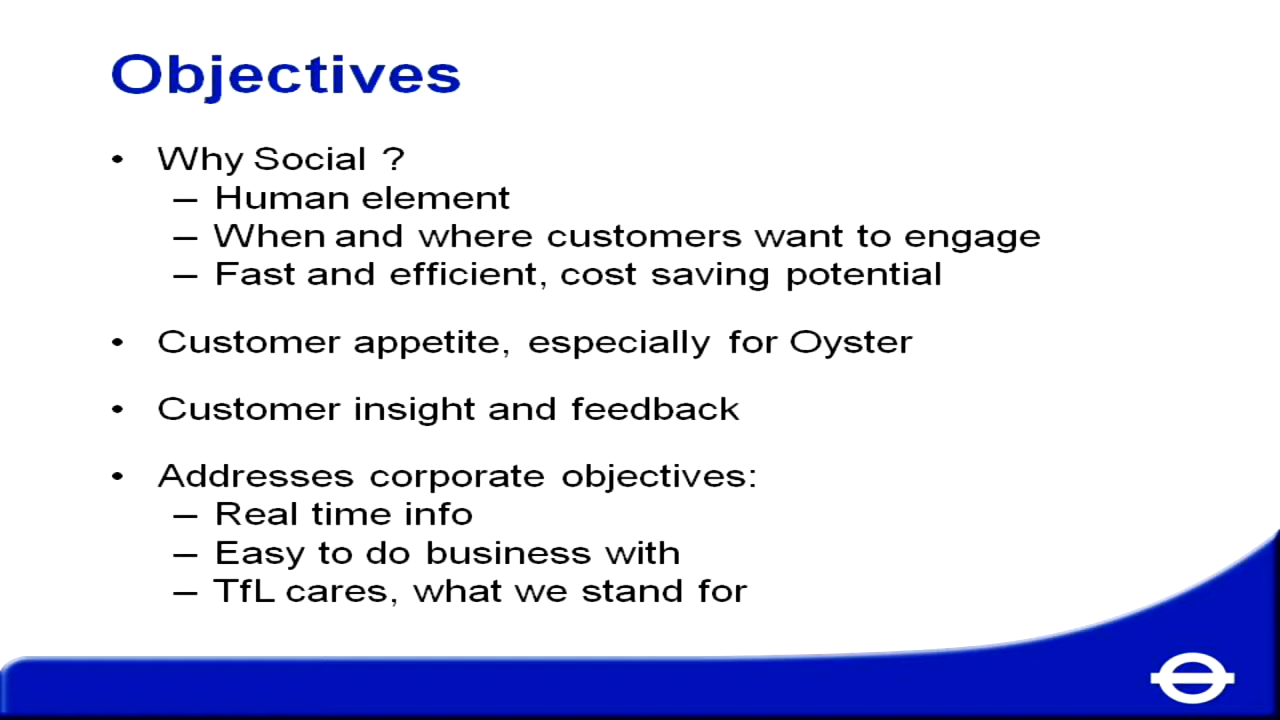 Objectives
• Why Social ?
– Human element
– When and where customers want to engage
– Fast and efficient, cost saving potential
• Customer appetite, especially for Oyster
• Customer insight and feedback
• Addresses corporate objectives:
– Real time info
– Easy to do business with
– TfL cares, what we stand for